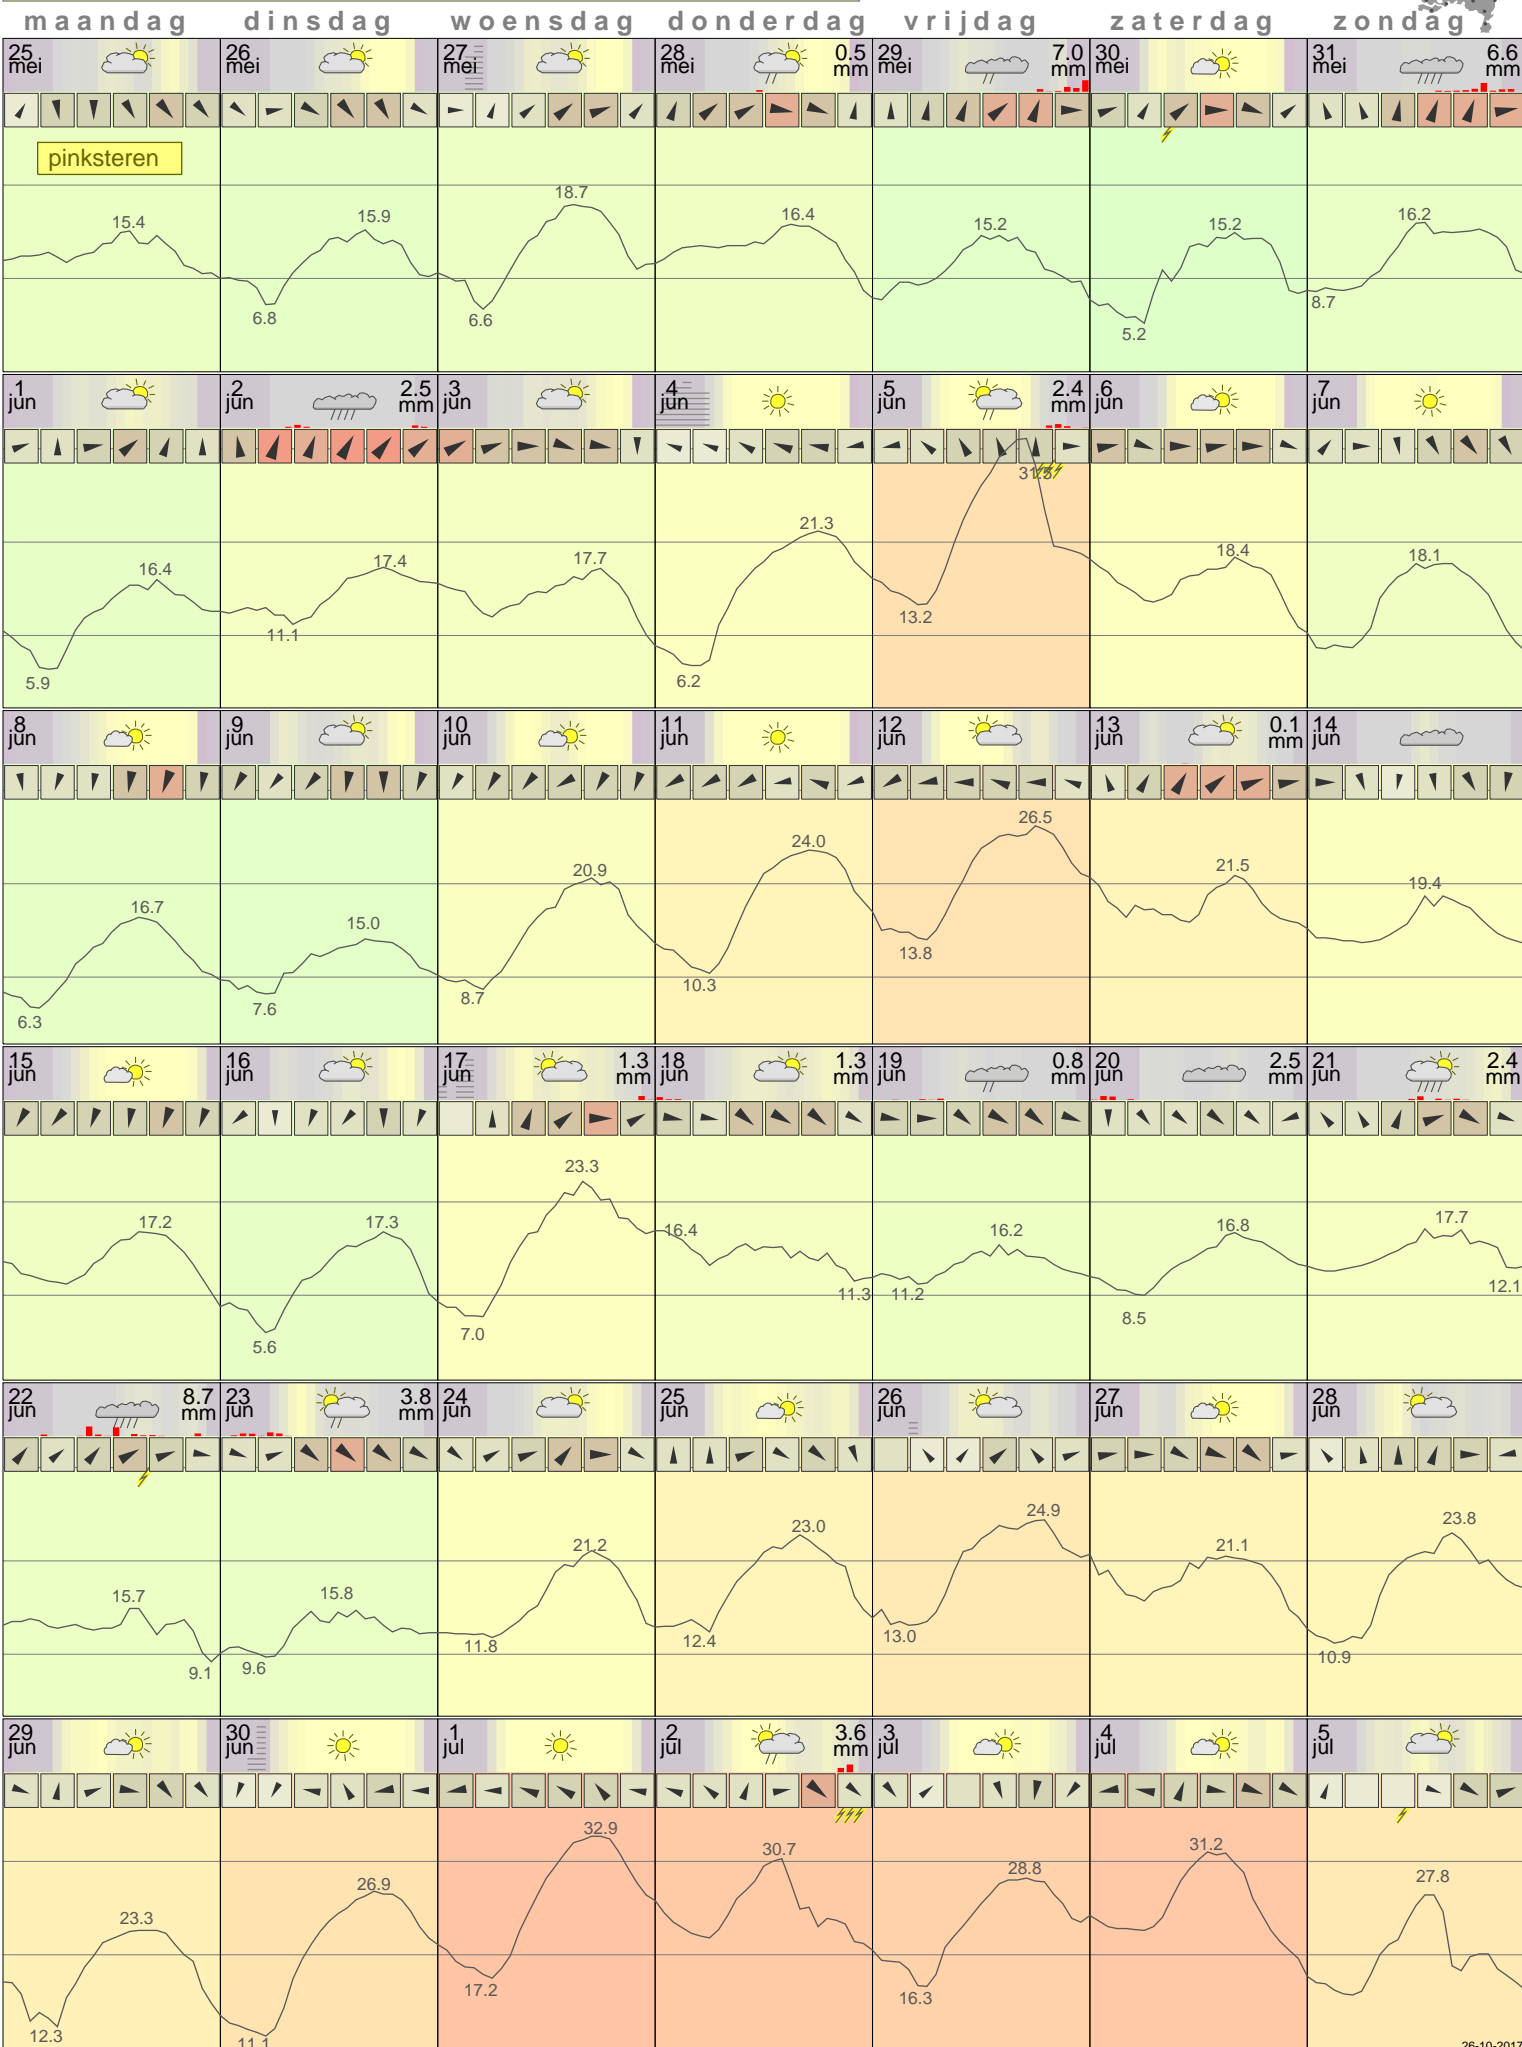 maandag dinsdag woensdag donderdag vrijdag zaterdag zondag
25 26 27 28 0.5 29 7.0 30 31 6.6
mei mei mei mei mm mei mm mei mei mm
pinksteren
15.4 15.9 18.7 16.4 15.2 15.2 16.2
6.8 6.6 5.2 8.7
1 2 2.5 3 4 5 2.4 6 7
jun jun mm jun jun jun mm jun jun
16.4 17.4 17.7 21.3 31.5 18.4 18.1
5.9 11.1 6.2 13.2
8 9 10 11 12 13 0.1 14
jun jun jun jun jun jun mm jun
16.7 15.0 20.9 24.0 26.5 21.5 19.4
6.3 7.6 8.7 10.3 13.8
15 16 17 1.3 18 1.3 19 0.8 20 2.5 21 2.4
jun jun jun mm jun mm jun mm jun mm jun mm
17.2 17.3 23.3 16.4 16.2 16.8 17.7
5.6 7.0 11.3 11.2 8.5 12.1
22 8.7 23 3.8 24 25 26 27 28
jun mm jun mm jun jun jun jun jun
15.7 15.8 21.2 23.0 24.9 21.1 23.8
9.1 9.6 11.8 12.4 13.0 10.9
29 30 1 2 3.6 3 4 5
jun jun jul jul mm jul jul jul
23.3 26.9 32.9 30.7 28.8 31.2 27.8
12.3 11.1 17.2 16.3
26-10-2017